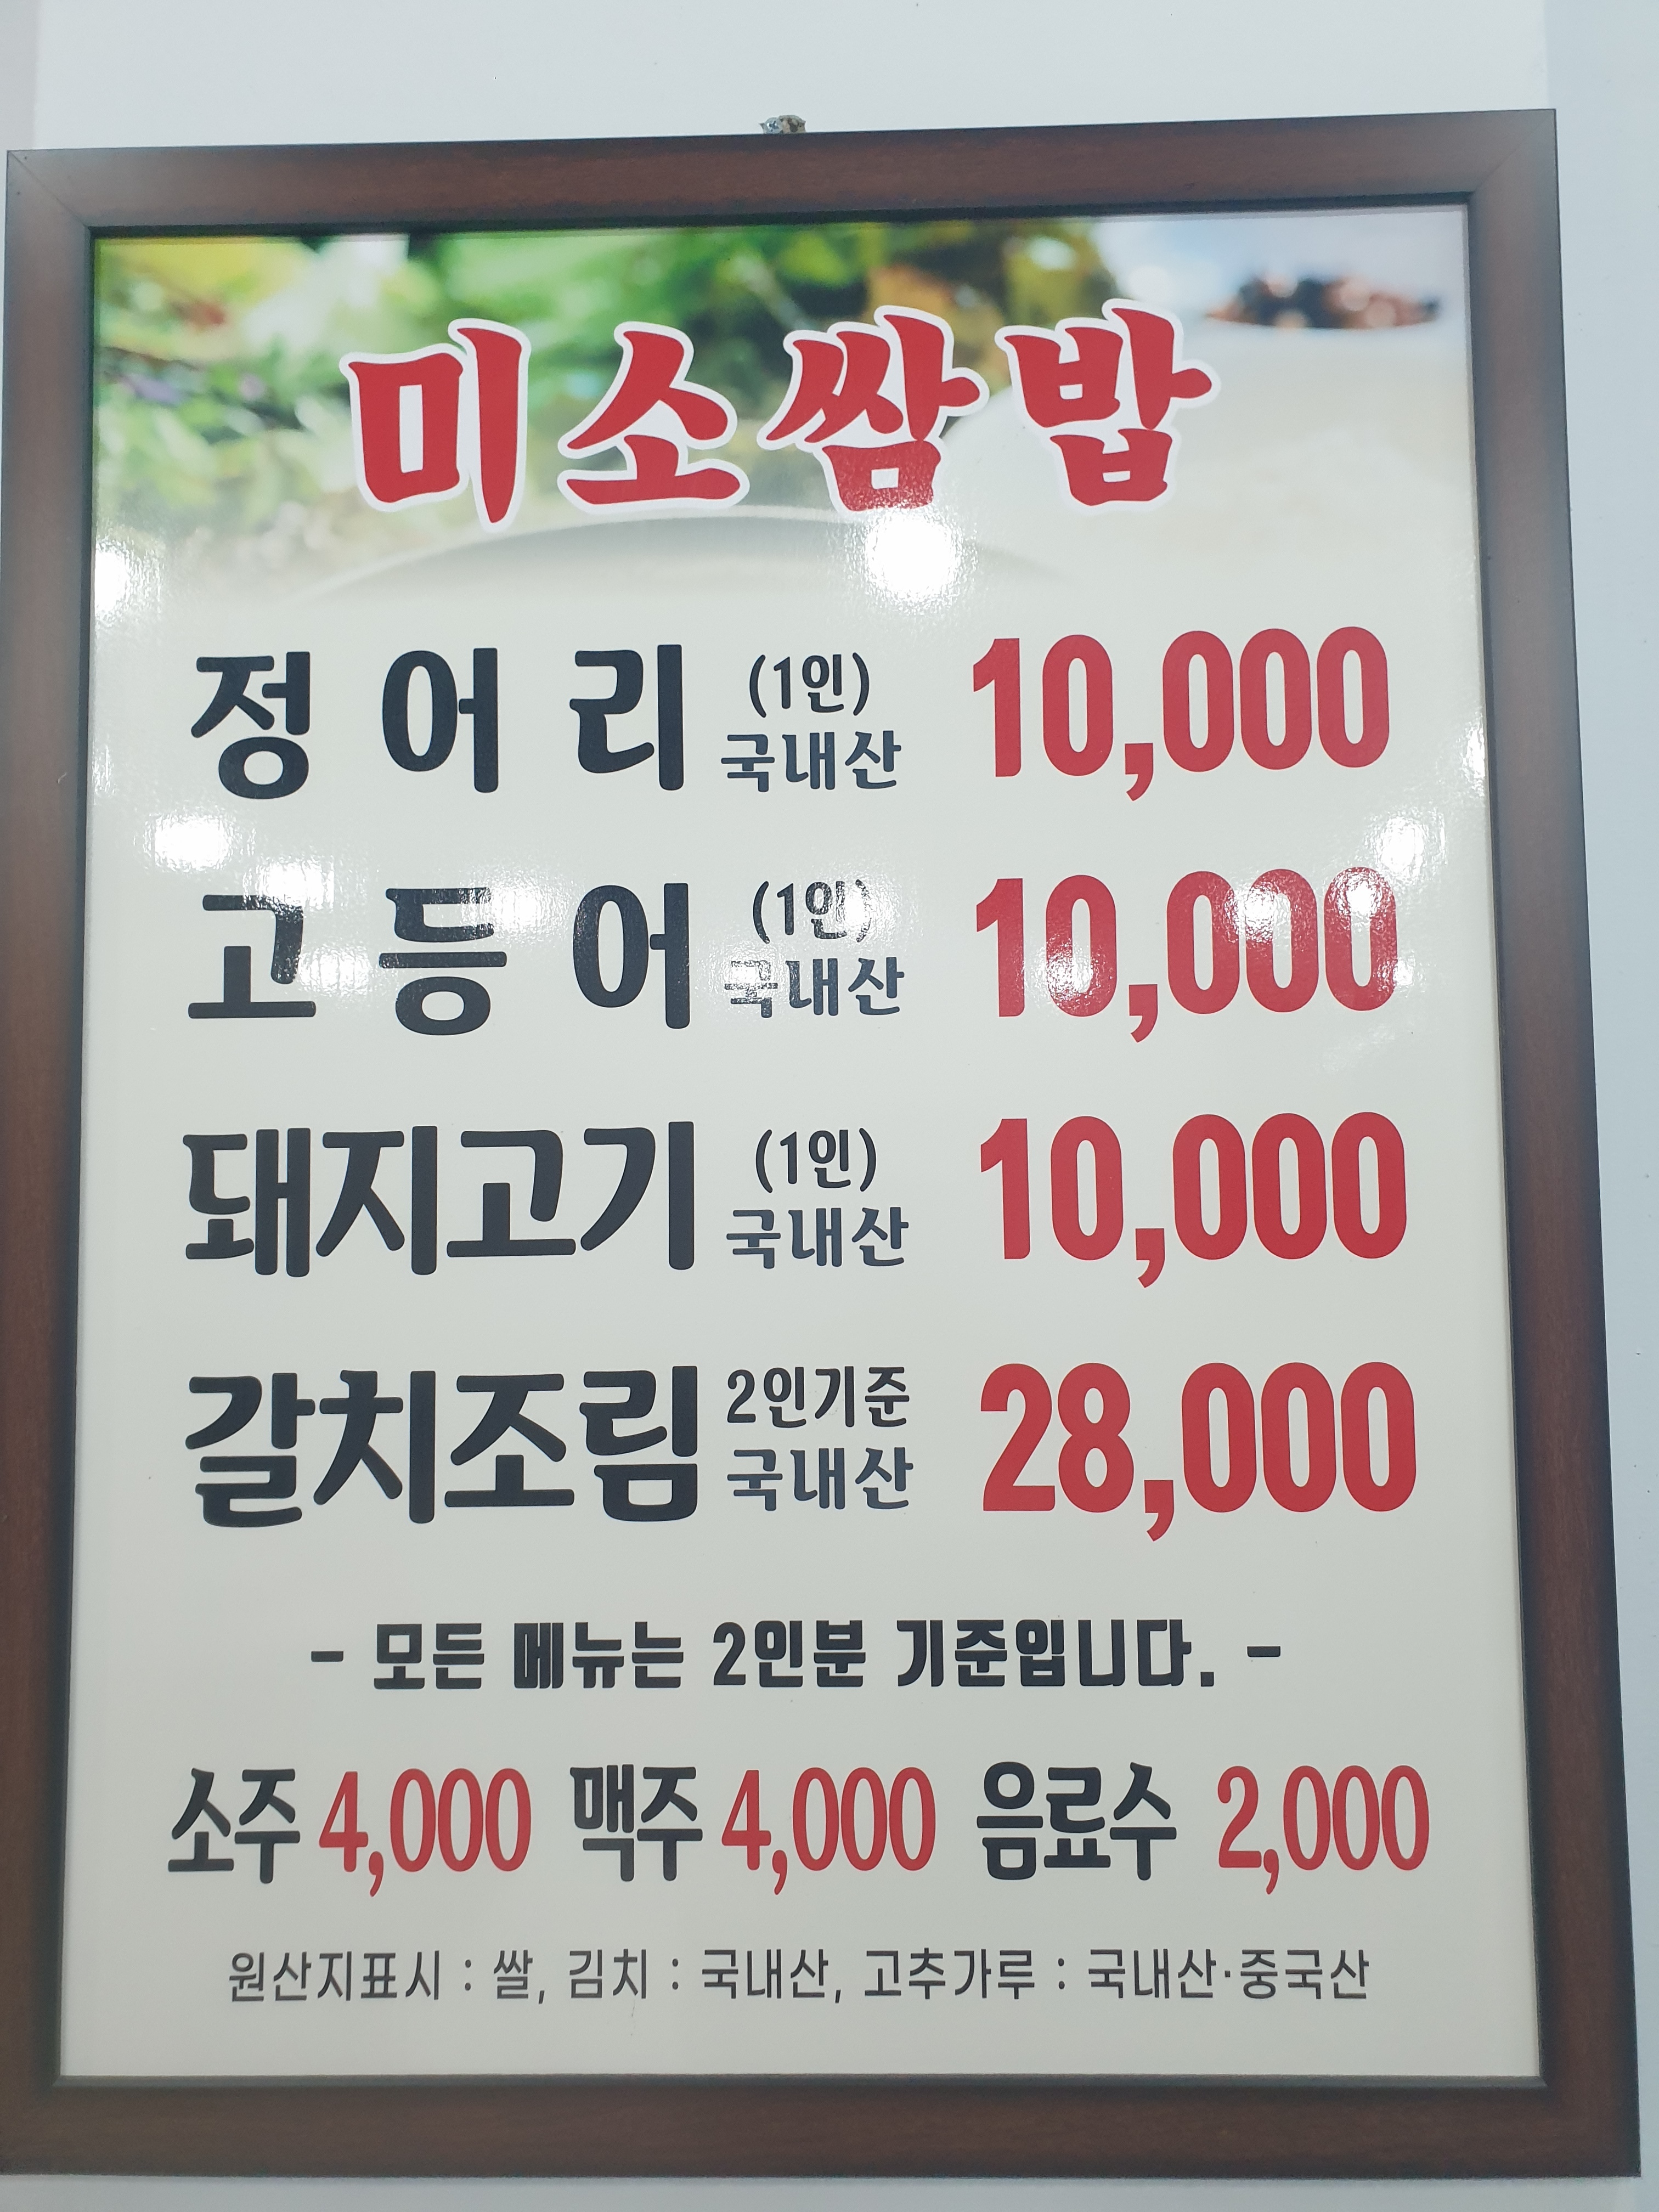 미소쌈밥
정어리 (1인) 국내산 10,000
고등어 (1인) 국내산 10,000
돼지고기 (1인) 국내산 10,000
갈치조림 2인기준 국내산 28,000
- 모든 메뉴는 2인분 기준입니다. -
소주 4,000 맥주 4,000 음료수 2,000
원산지표시 : 쌀, 김치 : 국내산, 고추가루 : 국내산·중국산